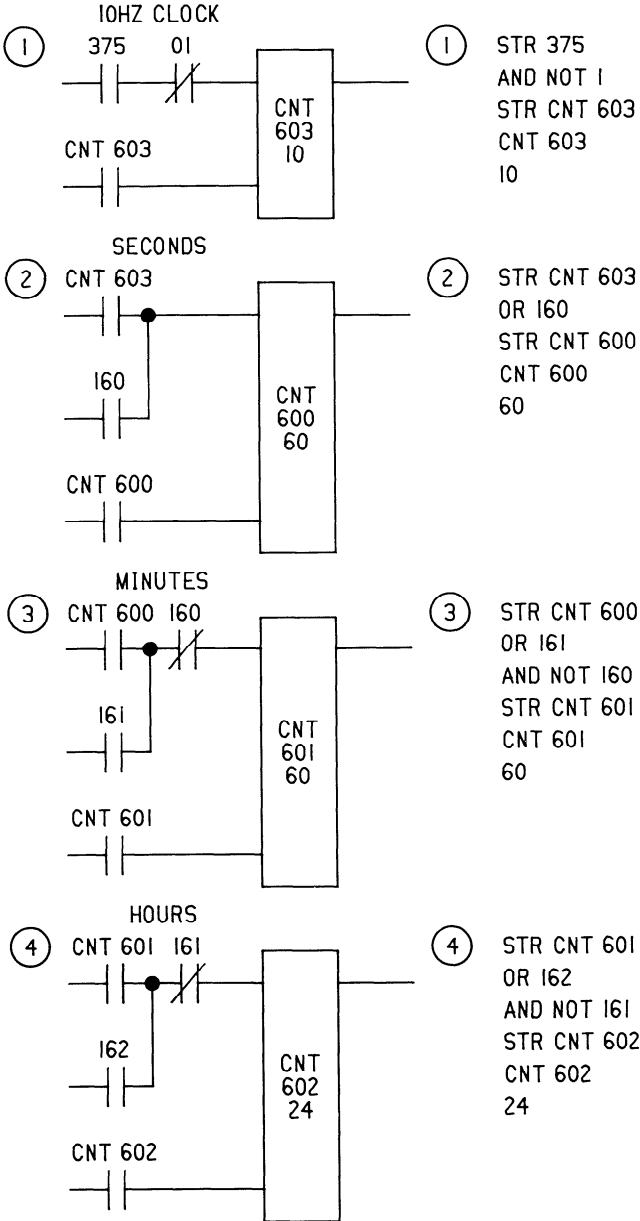 10HZ CLOCK
1
375 01
CNT
603
10
CNT 603
1
STR 375
AND NOT 1
STR CNT 603
CNT 603
10
SECONDS
2
CNT 603
160
CNT
600
60
CNT 600
2
STR CNT 603
OR 160
STR CNT 600
CNT 600
60
MINUTES
3
CNT 600 160
161
CNT
601
60
CNT 601
3
STR CNT 600
OR 161
AND NOT 160
STR CNT 601
CNT 601
60
HOURS
4
CNT 601 161
162
CNT
602
24
CNT 602
4
STR CNT 601
OR 162
AND NOT 161
STR CNT 602
CNT 602
24